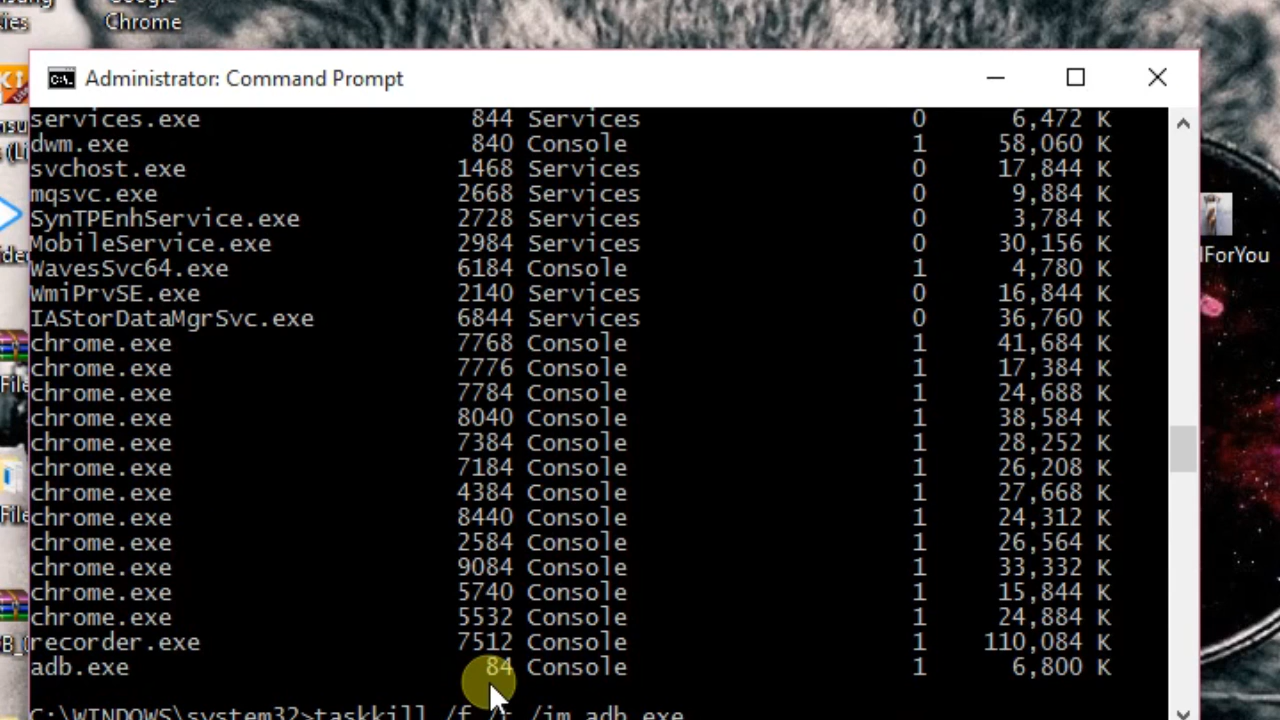 Chrome
Administrator: Command Prompt
services.exe 844 Services 0 6,472 K
dwm.exe 840 Console 1 58,060 K
svchost.exe 1468 Services 0 17,844 K
mqsvc.exe 2668 Services 0 9,884 K
SynTPEnhService.exe 2728 Services 0 3,784 K
MobileService.exe 2984 Services 0 30,156 K
WavesSvc64.exe 6184 Console 1 4,780 K
WmiPrvSE.exe 2140 Services 0 16,844 K
IAStorDataMgrSvc.exe 6844 Services 0 36,760 K
chrome.exe 7768 Console 1 41,684 K
chrome.exe 7776 Console 1 17,384 K
chrome.exe 7784 Console 1 24,688 K
chrome.exe 8040 Console 1 38,584 K
chrome.exe 7384 Console 1 28,252 K
chrome.exe 7184 Console 1 26,208 K
chrome.exe 4384 Console 1 27,668 K
chrome.exe 8440 Console 1 24,312 K
chrome.exe 2584 Console 1 26,564 K
chrome.exe 9084 Console 1 33,332 K
chrome.exe 5740 Console 1 15,844 K
chrome.exe 5532 Console 1 24,884 K
recorder.exe 7512 Console 1 110,084 K
adb.exe 84 Console 1 6,800 K
C:\WINDOWS\system32>taskkill /f /t /im adb.exe
lForYou